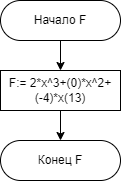 Начало F
F:= 2*x^3+(0)*x^2+
(-4)*x(13)
Конец F